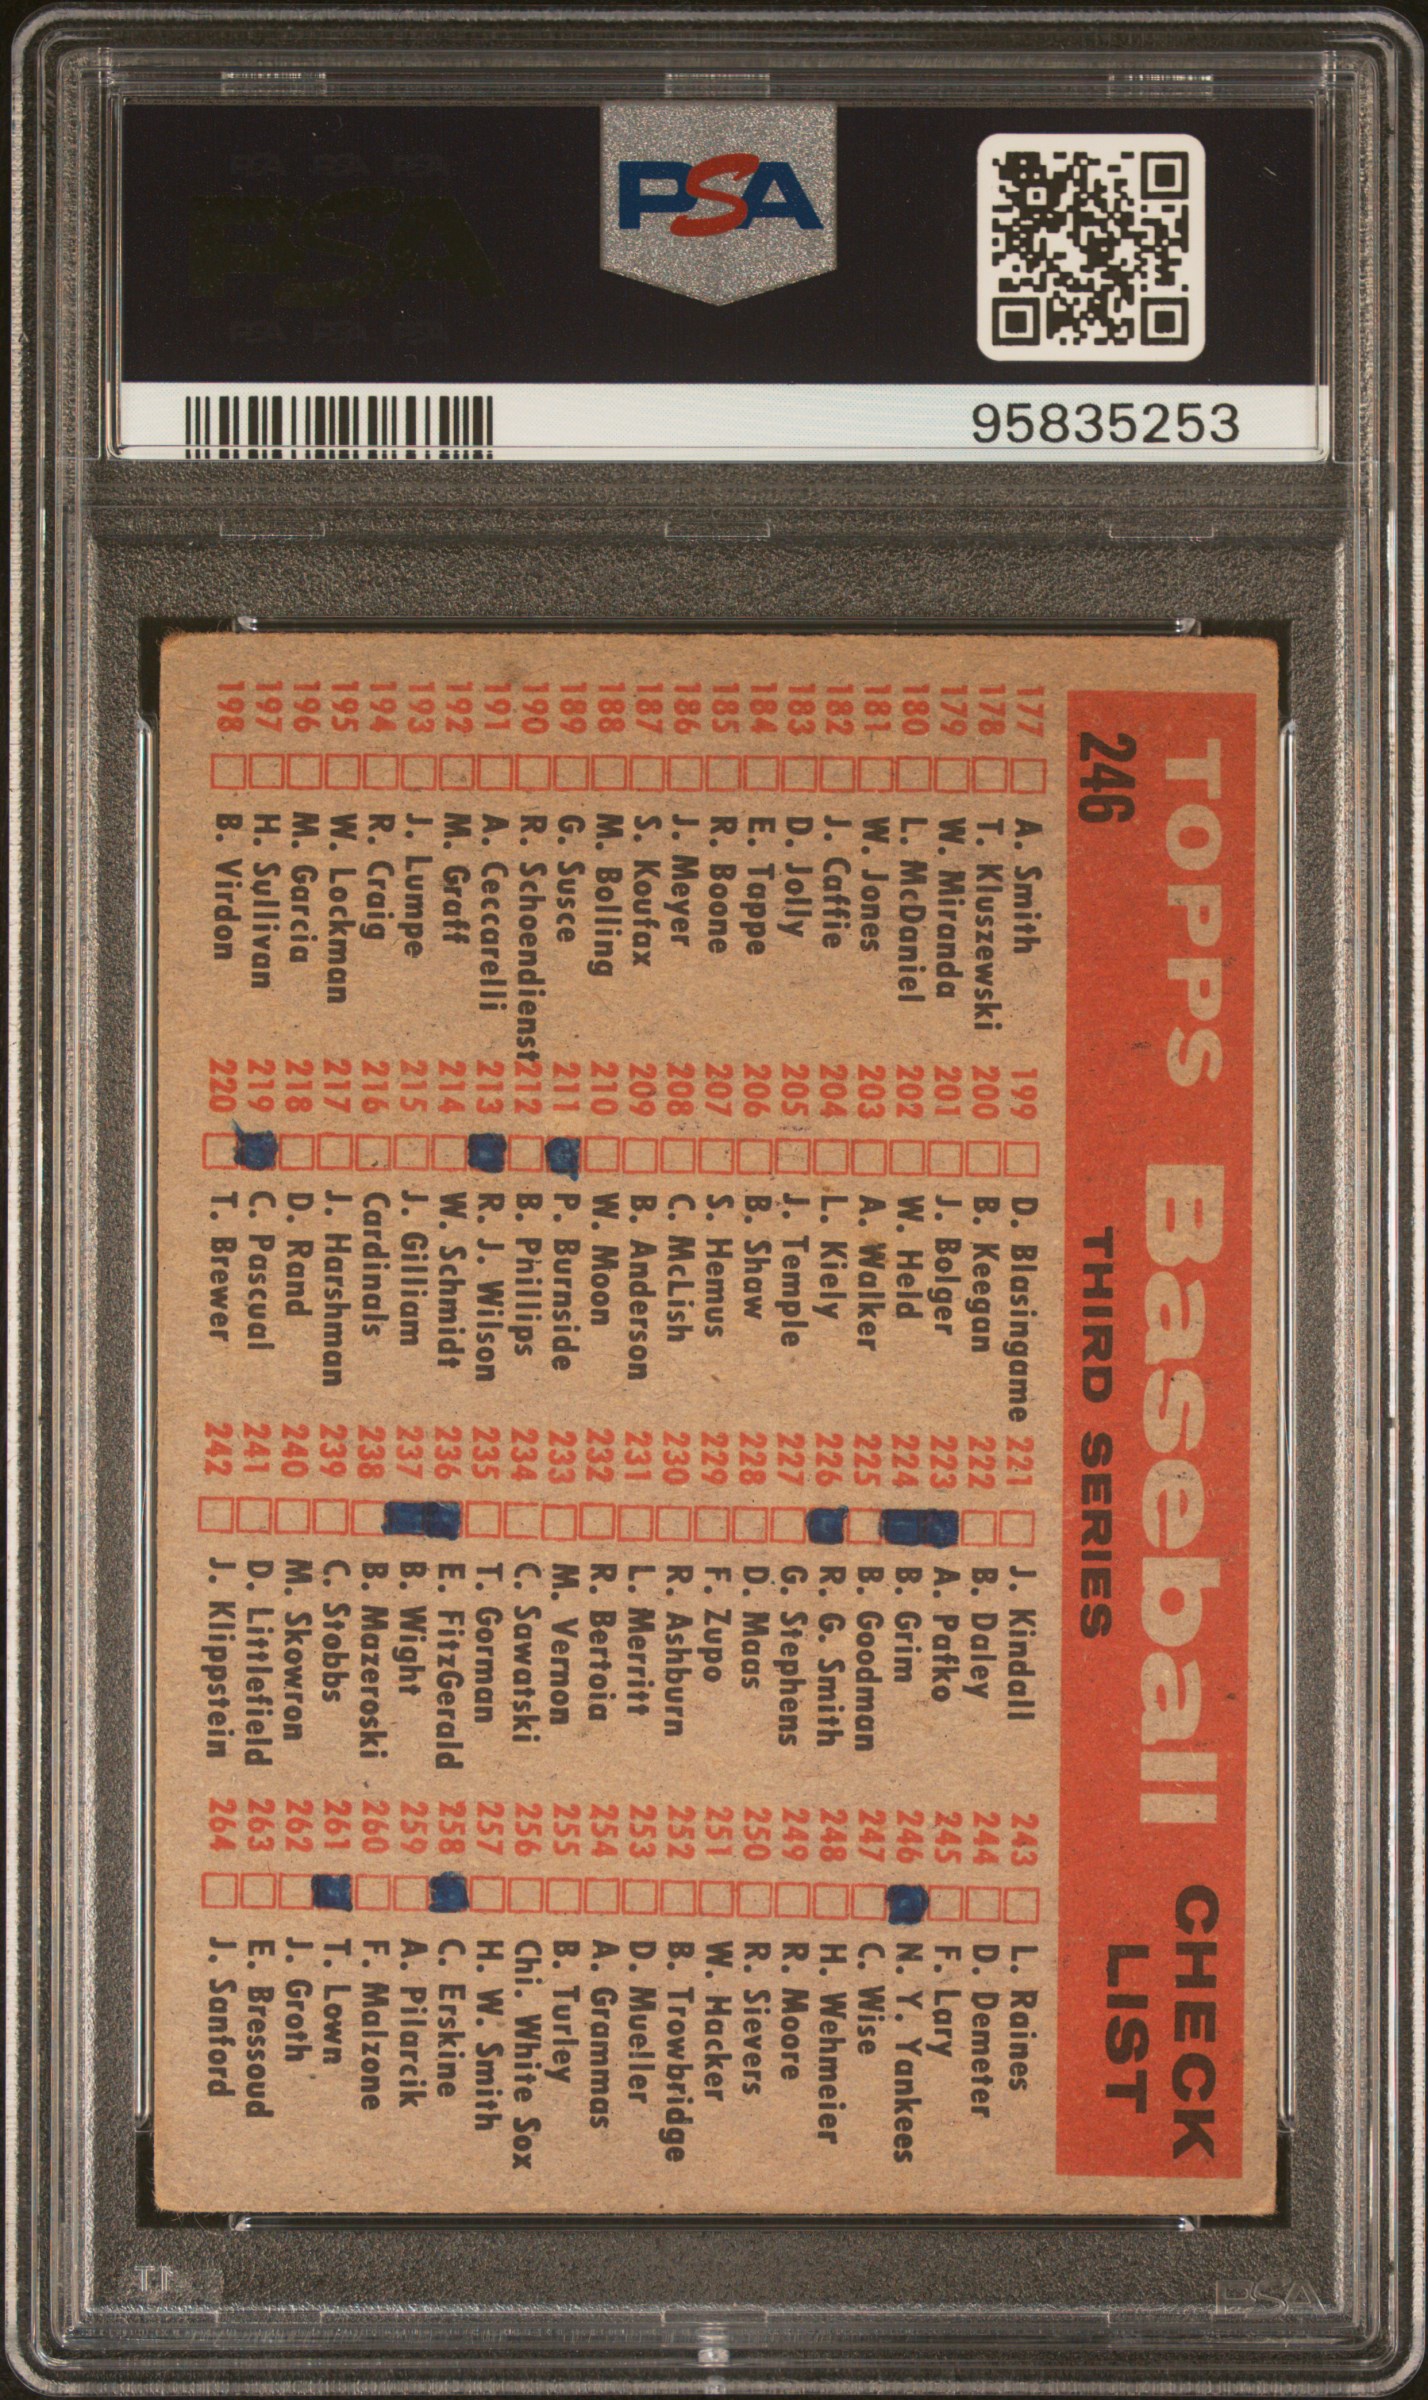 PSA
95835253
TOPPS Baseball CHECK LIST
246 THIRD SERIES
177 A. Smith
178 T. Kluszewski
179 W. Miranda
180 L. McDaniel
181 W. Jones
182 J. Caffie
183 D. Jolly
184 E. Tappe
185 R. Boone
186 J. Meyer
187 S. Koufax
188 M. Bolling
189 G. Susce
190 R. Schoendienst
191 A. Ceccarelli
192 M. Graff
193 J. Lumpe
194 R. Craig
195 W. Lockman
196 M. Garcia
197 H. Syllivan
198 B. Virdon
199 D. Blasingame
200 B. Keegan
201 J. Bolger
202 W. Held
203 A. Walker
204 L. Kiely
205 J. Temple
206 B. Shaw
207 S. Hemus
208 C. McLish
209 B. Anderson
210 W. Moon
211 P. Burnside
212 B. Phillips
213 R. J. Wilson
214 W. Schmidt
215 J. Gilliam
216 Cardinals
217 J. Harshman
218 D. Rand
219 C. Pascual
220 T. Brewer
221 J. Kindall
222 B. Daley
223 A. Pafko
224 B. Grim
225 B. Goodman
226 R. G. Smith
227 G. Stephens
228 D. Maas
229 F. Zupo
230 R. Ashburn
231 L. Merritt
232 R. Bertoia
233 M. Vernon
234 C. Sawatski
235 T. Gorman
236 E. FitzGerald
237 B. Wight
238 B. Mazeroski
239 C. Stobbs
240 M. Skowron
241 D. Littlefield
242 J. Klippstein
243 L. Raines
244 D. Demeter
245 F. Lary
246 N. Y. Yankees
247 C. Wise
248 H. Wehmeier
249 R. Moore
250 R. Sievers
251 W. Hacker
252 B. Trowbridge
253 D. Mueller
254 A. Grammas
255 B. Turley
256 Chi. White Sox
257 H. W. Smith
258 C. Erskine
259 A. Pilarcik
260 F. Malzone
261 T. Lown
262 J. Groth
263 E. Bressoud
264 J. Sanford
PSA